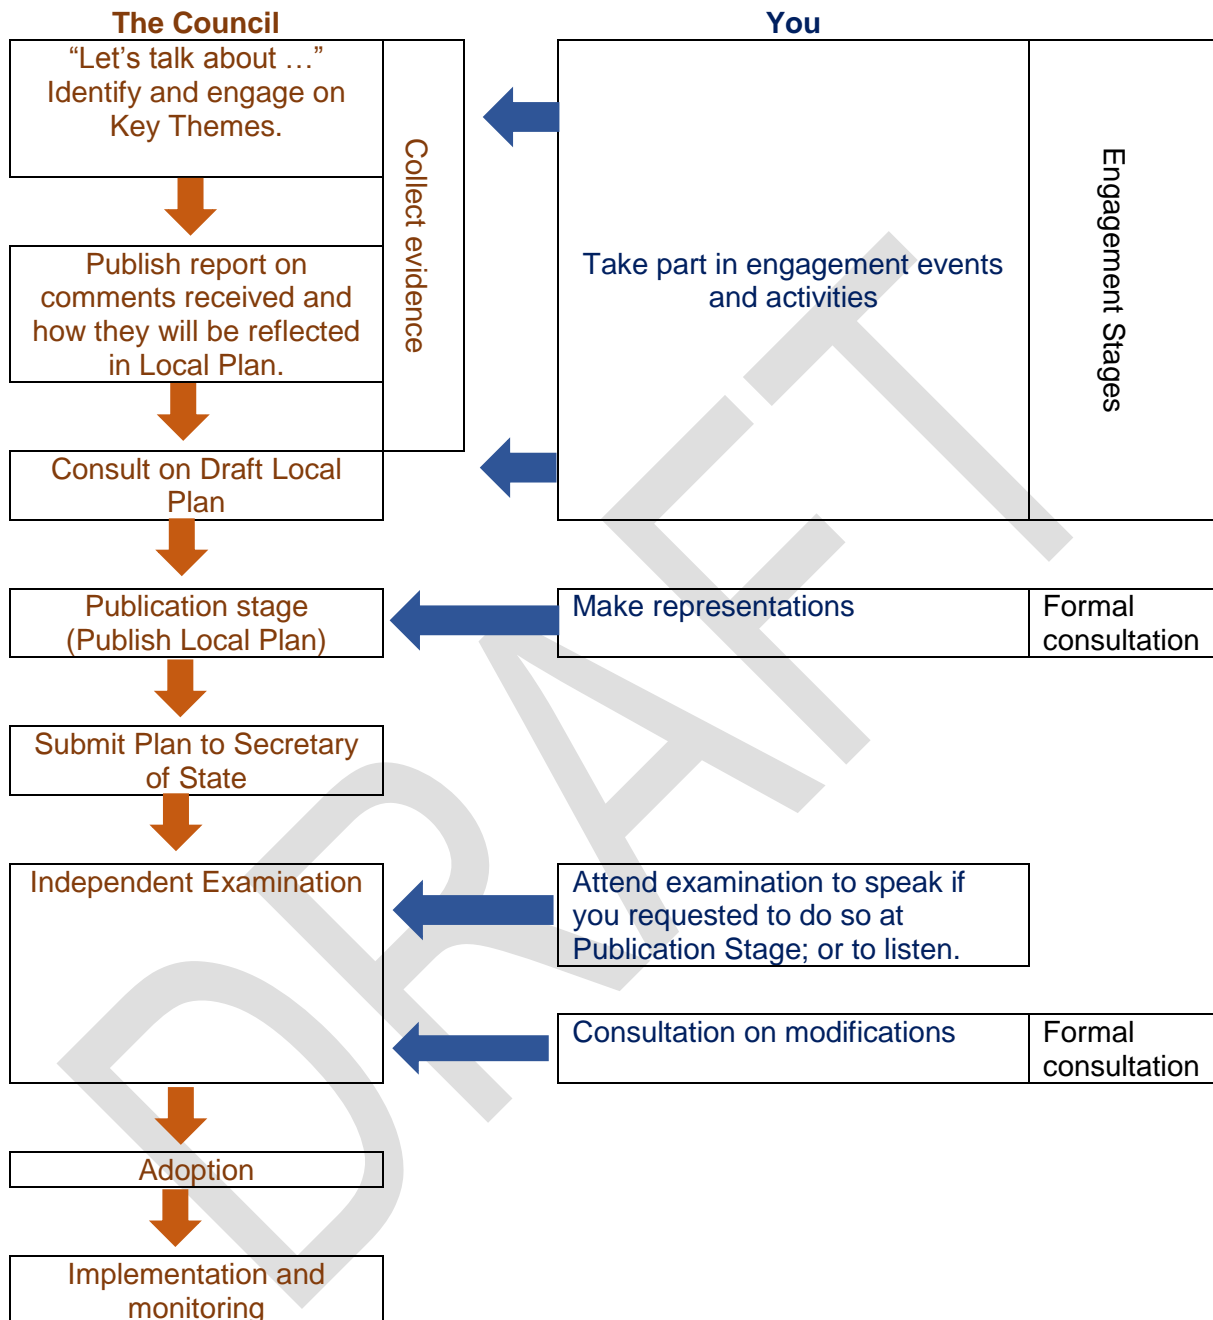 The Council
You
“Let’s talk about …”
Identify and engage on
Key Themes.
Collect evidence
Take part in engagement events
and activities
Engagement Stages
Publish report on
comments received and
how they will be reflected
in Local Plan.
Consult on Draft Local
Plan
Publication stage
(Publish Local Plan)
Make representations
Formal
consultation
Submit Plan to Secretary
of State
Independent Examination
Attend examination to speak if
you requested to do so at
Publication Stage; or to listen.
Consultation on modifications
Formal
consultation
Adoption
Implementation and
monitoring
DRAFT